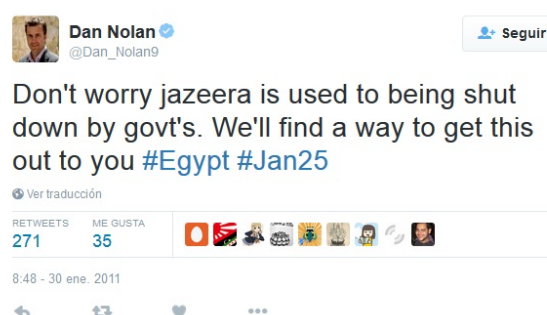 Dan Nolan
Seguir
@Dan_Nolan9
Don't worry jazeera is used to being shut
down by govt's. We'll find a way to get this
out to you #Egypt #Jan25
Ver traducción
RETWEETS ME GUSTA
271 35
8:48 - 30 ene. 2011